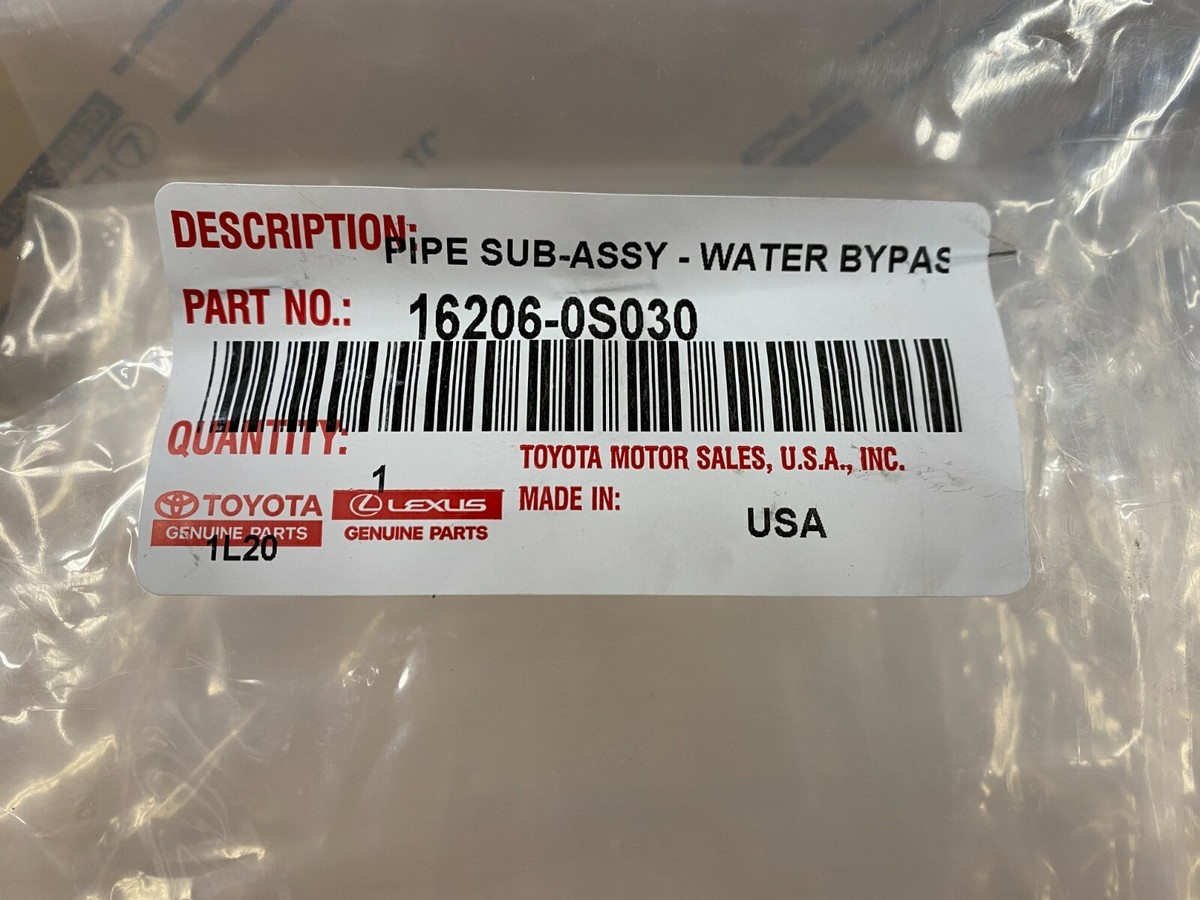 DESCRIPTION:
PIPE SUB-ASSY - WATER BYPAS
PART NO.: 16206-0S030
QUANTITY: 1
TOYOTA MOTOR SALES, U.S.A., INC.
TOYOTA LEXUS MADE IN: USA
GENUINE PARTS GENUINE PARTS
1L20